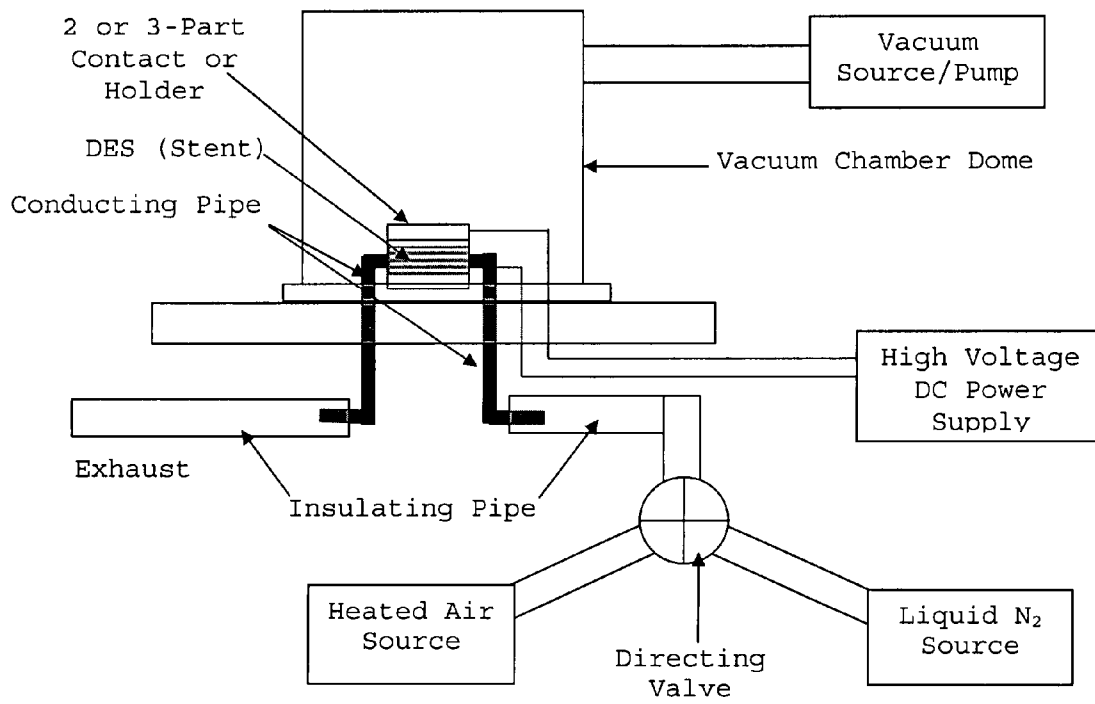 2 or 3-Part
Contact or
Holder
DES (Stent)
Conducting Pipe
Vacuum
Source/Pump
Vacuum Chamber Dome
High Voltage
DC Power
Supply
Exhaust
Insulating Pipe
Heated Air
Source
Directing
Valve
Liquid N₂
Source